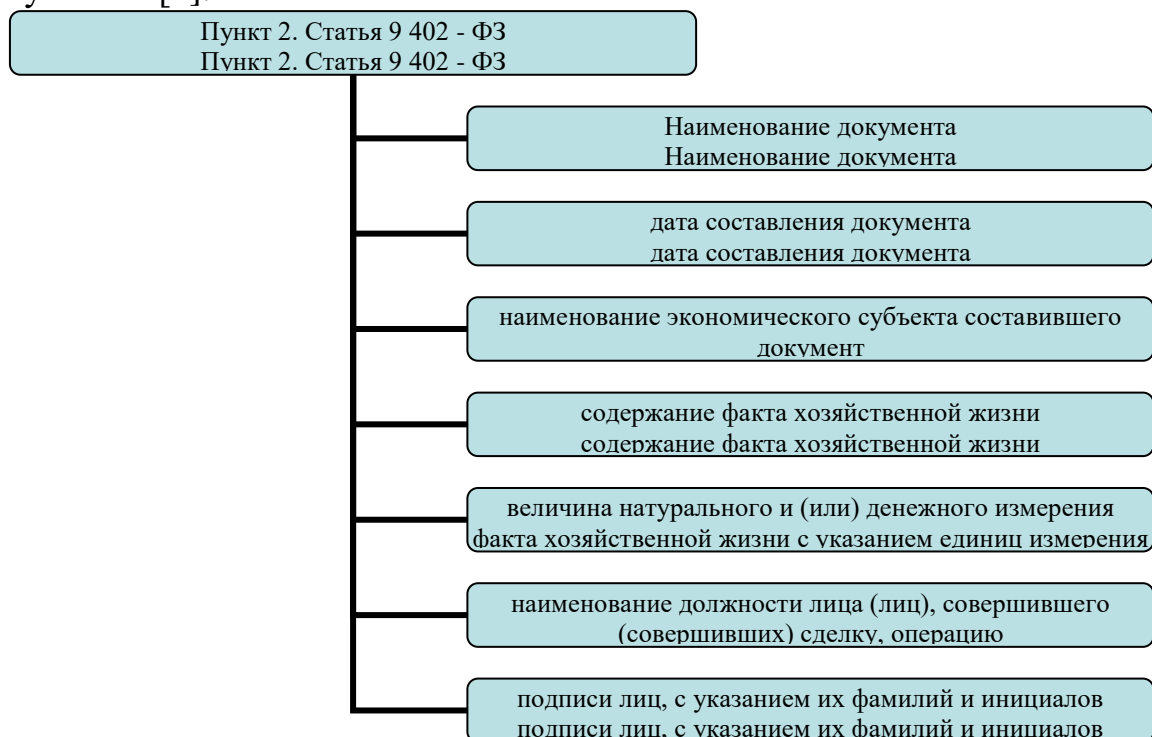 Пункт 2. Статья 9 402 - ФЗ
Пункт 2. Статья 9 402 - ФЗ
Наименование документа
Наименование документа
дата составления документа
дата составления документа
наименование экономического субъекта составившего
документ
содержание факта хозяйственной жизни
содержание факта хозяйственной жизни
величина натурального и (или) денежного измерения
факта хозяйственной жизни с указанием единиц измерения
наименование должности лица (лиц), совершившего
(совершивших) сделку, операцию
подписи лиц, с указанием их фамилий и инициалов
подписи лиц, с указанием их фамилий и инициалов